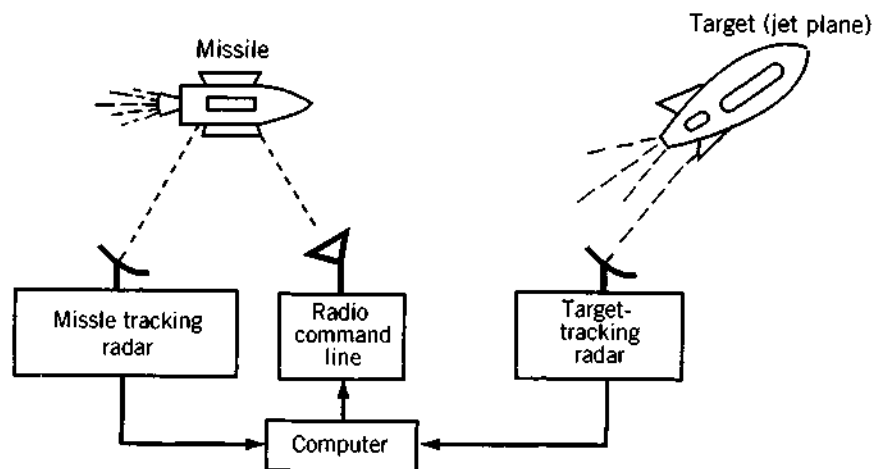 Missile
Target (jet plane)
Missle tracking
radar
Radio
command
line
Target-
tracking
radar
Computer